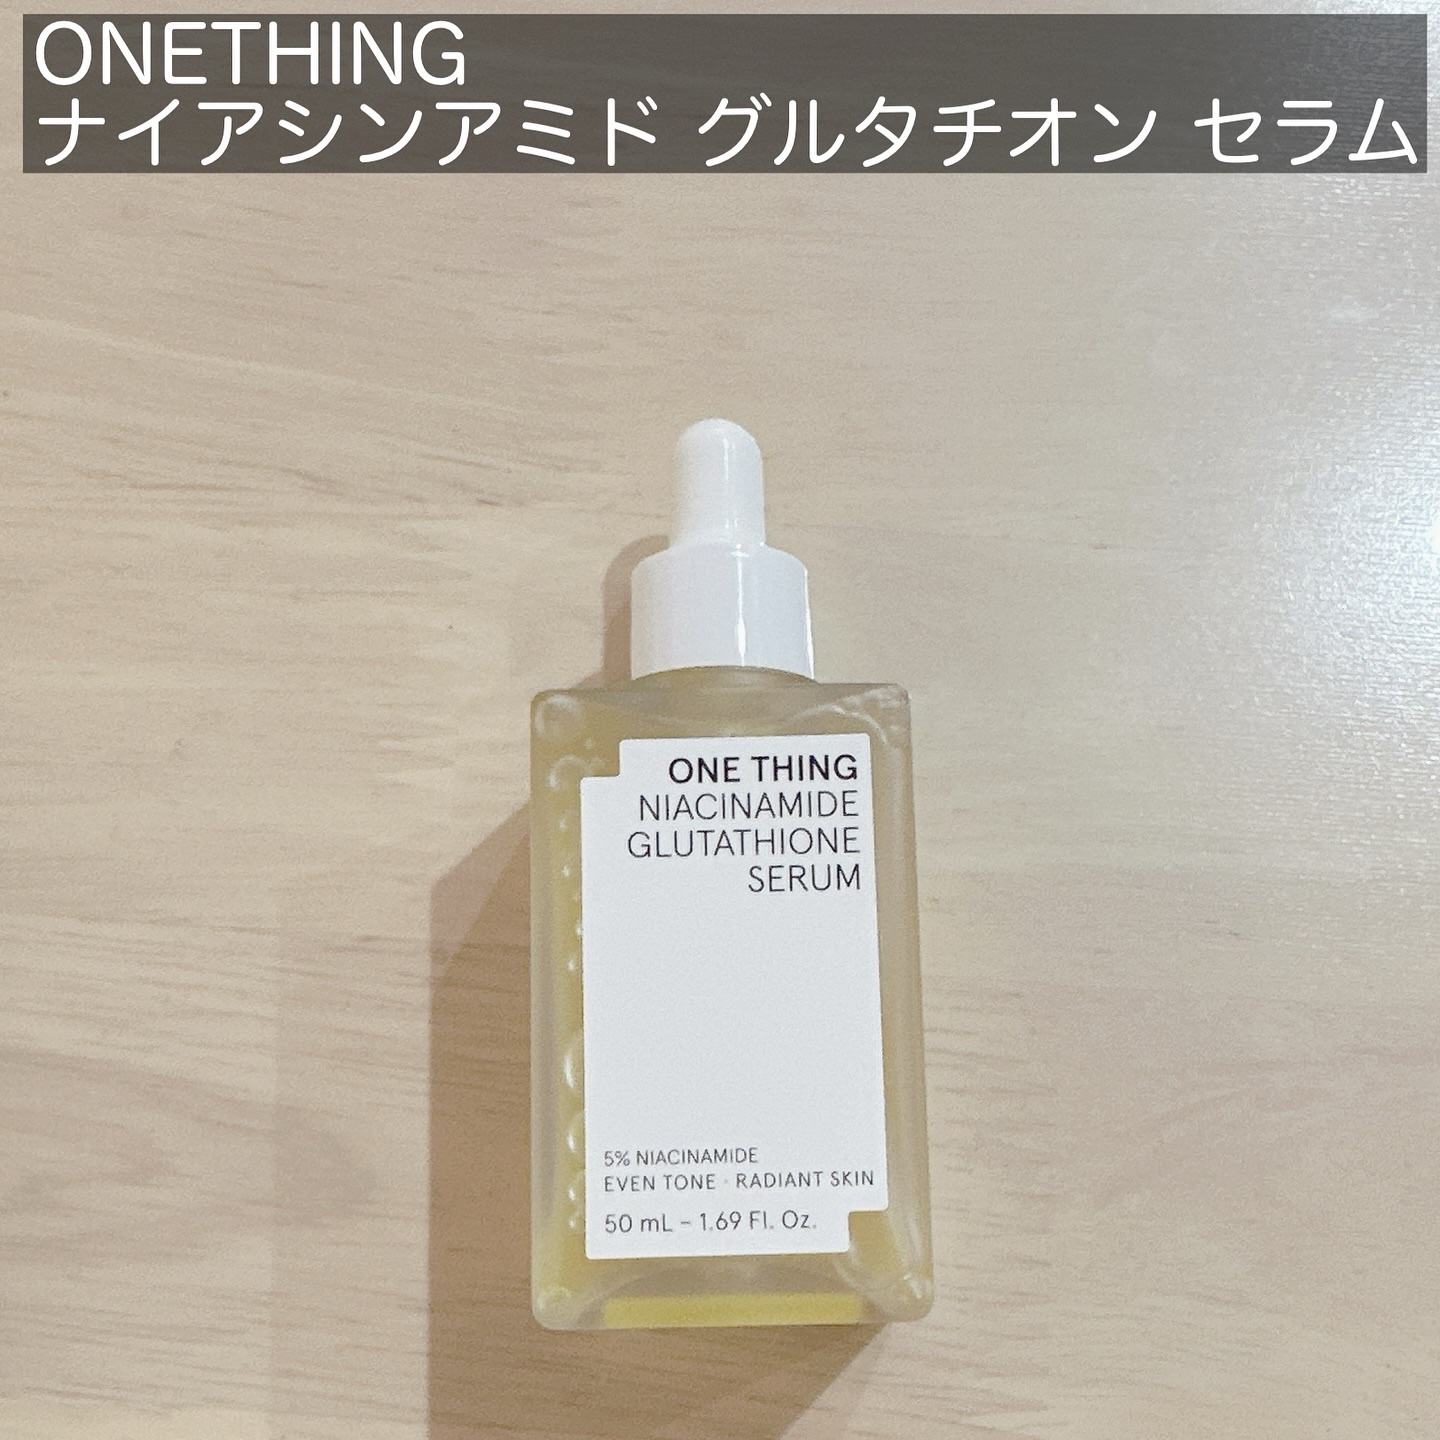 ONETHING
ナイアシンアミド グルタチオン セラム
ONE THING
NIACINAMIDE
GLUTATHIONE
SERUM
5% NIACINAMIDE
EVEN TONE · RADIANT SKIN
50 mL – 1.69 Fl. Oz.